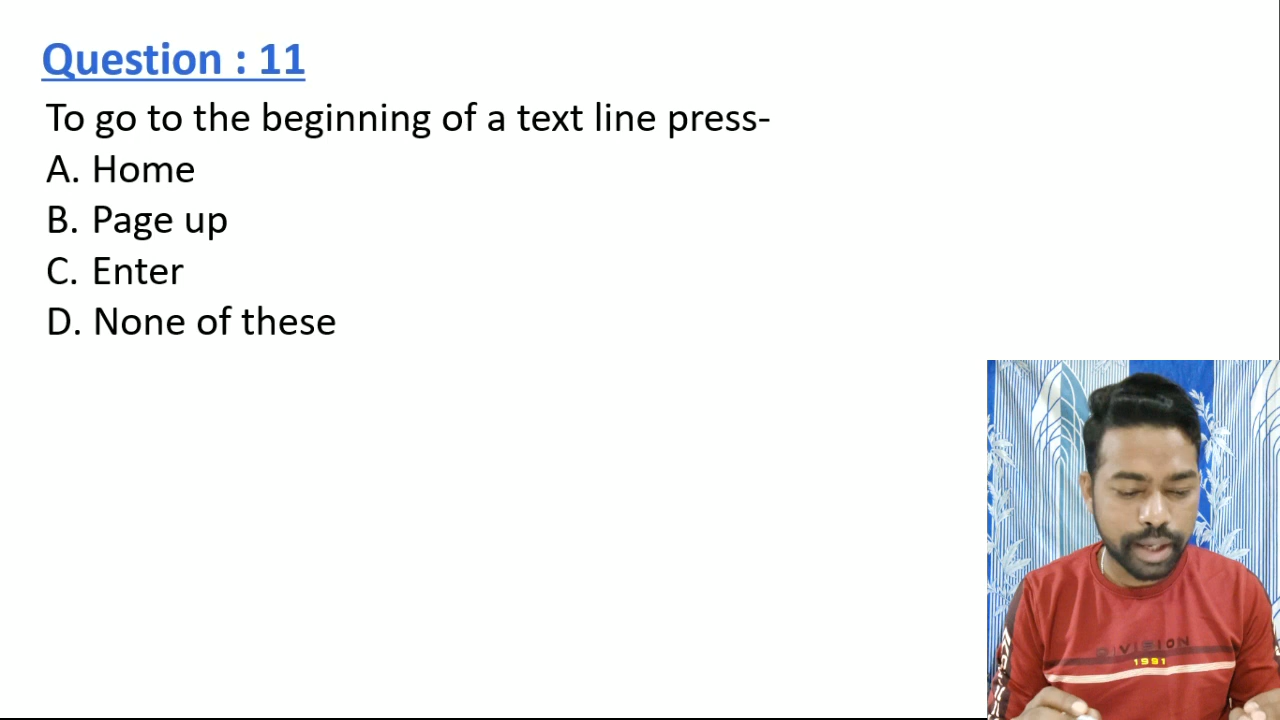 Question : 11
To go to the beginning of a text line press-
A. Home
B. Page up
C. Enter
D. None of these
DIVISION
1991